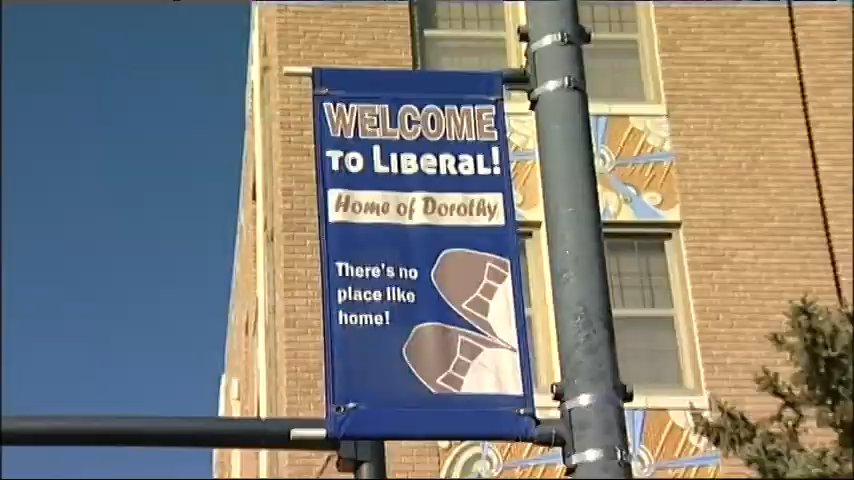 WELCOME
TO LIBERAL!
Home of Dorothy
There's no
place like
home!